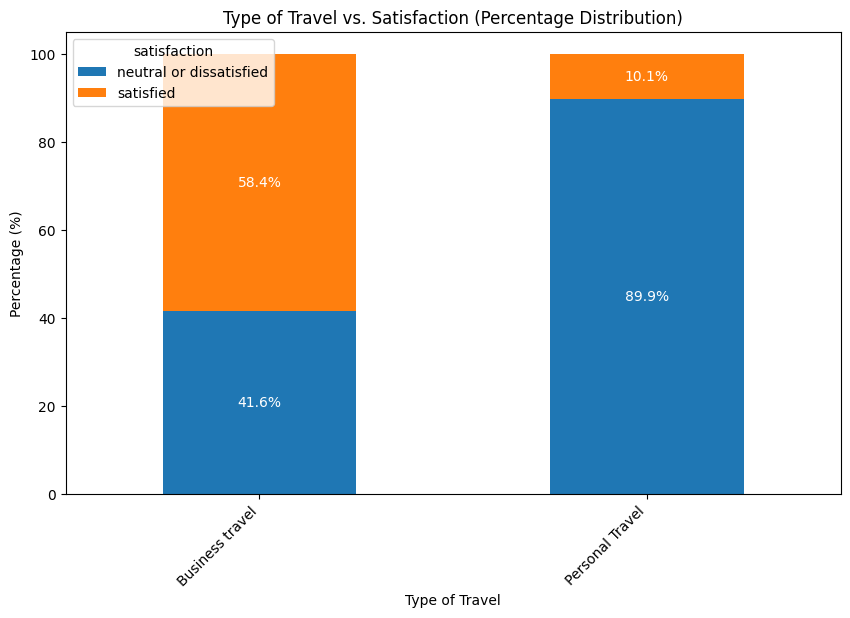 Type of Travel vs. Satisfaction (Percentage Distribution)
satisfaction
neutral or dissatisfied
satisfied
100
80
60
40
20
0
Percentage (%)
58.4%
41.6%
10.1%
89.9%
Business travel
Personal Travel
Type of Travel